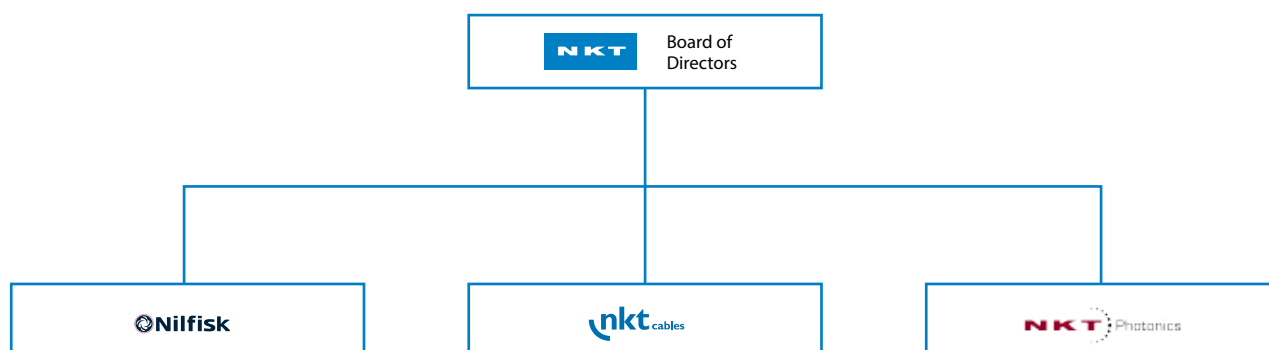 NKT
Board of
Directors
Nilfisk
nkt cables
NKT Photonics